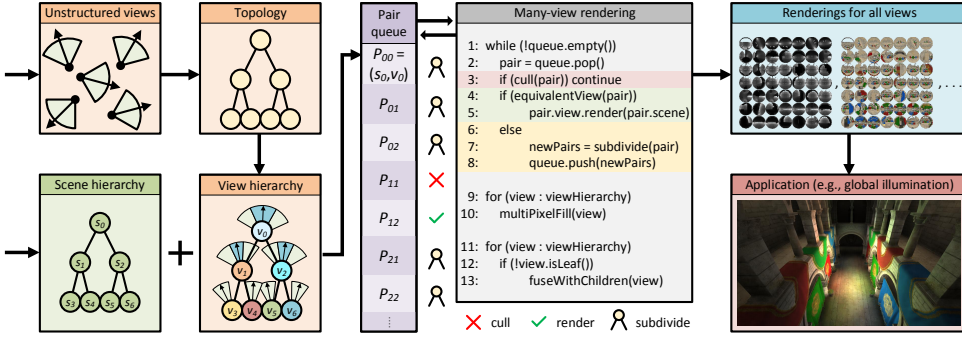 Unstructured views
Topology
Scene hierarchy
s0
s1
s2
s3 s4 s5 s6
View hierarchy
v0
v1
v2
v3 v4 v5 v6
Pair
queue
P00 =
(s0,v0)
P01
P02
P11
P12
P21
P22
⋮
Many-view rendering
1: while (!queue.empty())
2: pair = queue.pop()
3: if (cull(pair)) continue
4: if (equivalentView(pair))
5: pair.view.render(pair.scene)
6: else
7: newPairs = subdivide(pair)
8: queue.push(newPairs)
9: for (view : viewHierarchy)
10: multiPixelFill(view)
11: for (view : viewHierarchy)
12: if (!view.isLeaf())
13: fuseWithChildren(view)
cull
render
subdivide
Renderings for all views
, , ...
Application (e.g., global illumination)